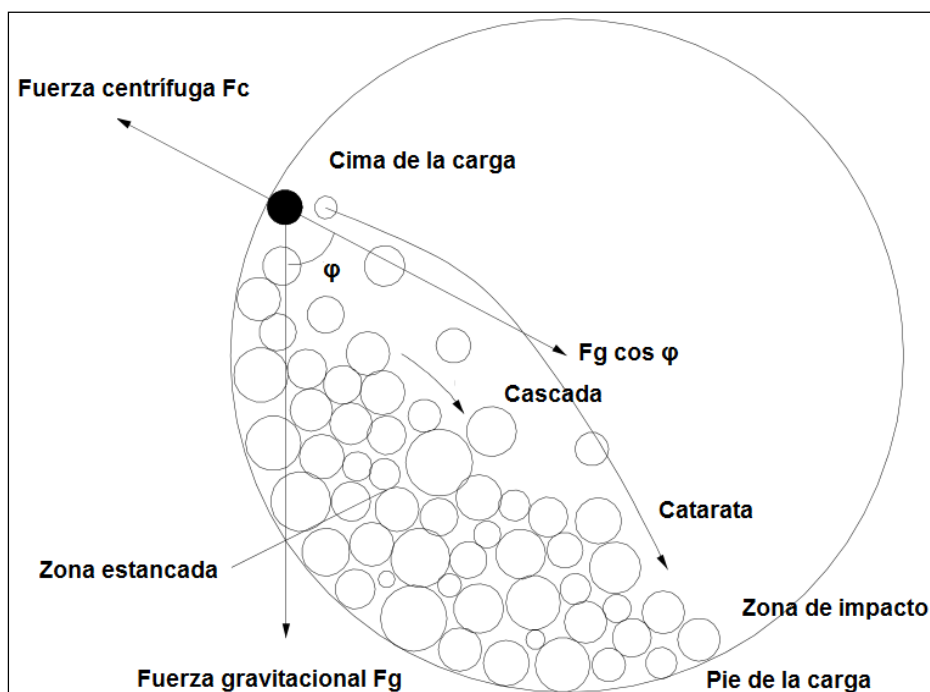 Fuerza centrífuga Fc
Cima de la carga
φ
Fg cos φ
Cascada
Catarata
Zona estancada
Zona de impacto
Fuerza gravitacional Fg
Pie de la carga